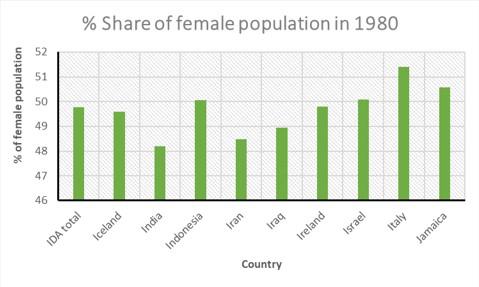 % Share of female population in 1980
% of female population
52
51
50
49
48
47
46
IDA total
Iceland
India
Indonesia
Iran
Iraq
Ireland
Israel
Italy
Jamaica
Country